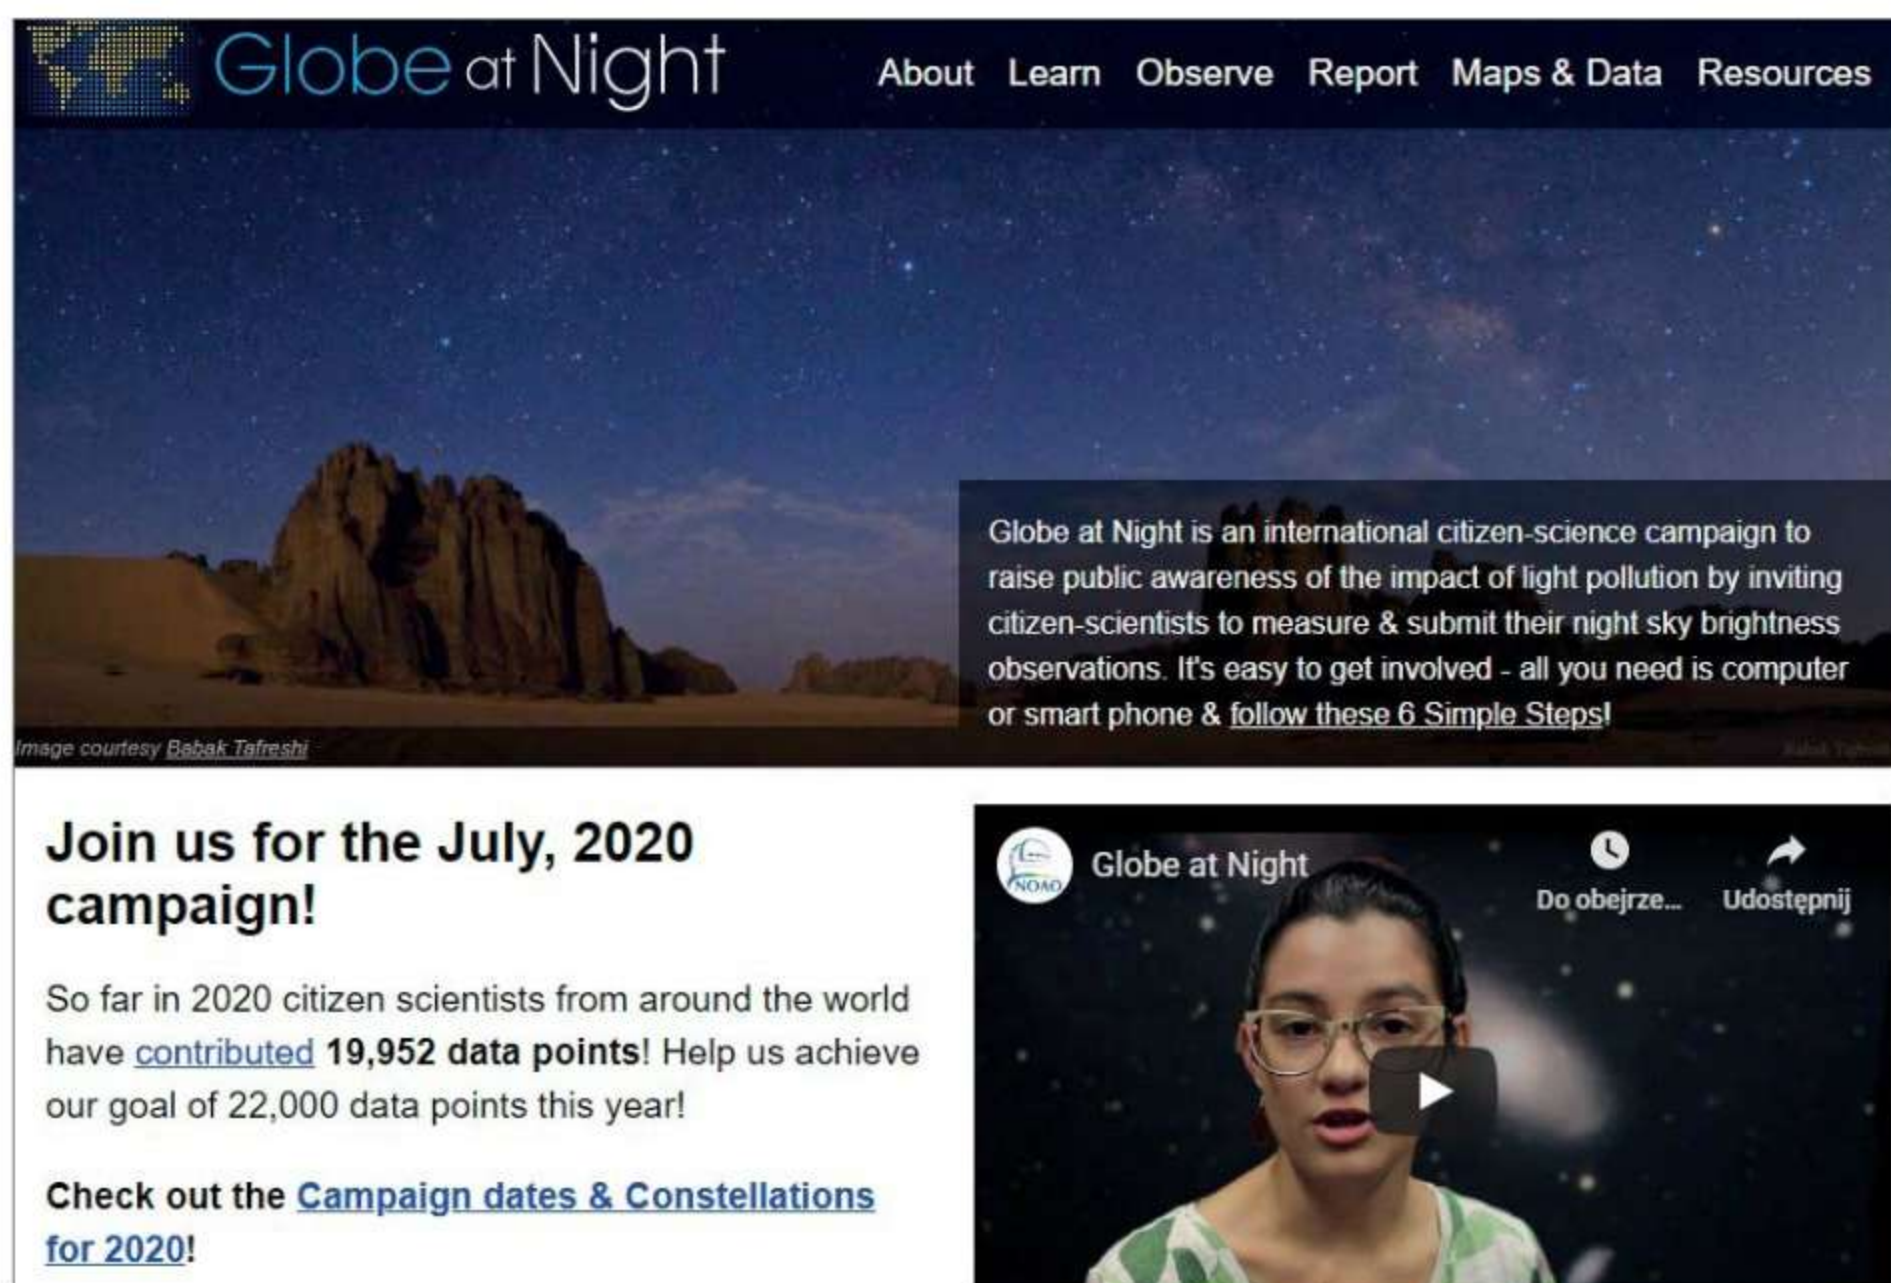 Globe at Night
About Learn Observe Report Maps & Data Resources
Globe at Night is an international citizen-science campaign to
raise public awareness of the impact of light pollution by inviting
citizen-scientists to measure & submit their night sky brightness
observations. It's easy to get involved - all you need is computer
or smart phone & follow these 6 Simple Steps!
Image courtesy Babak Tafreshi
Join us for the July, 2020
campaign!
So far in 2020 citizen scientists from around the world
have contributed 19,952 data points! Help us achieve
our goal of 22,000 data points this year!
Check out the Campaign dates & Constellations
for 2020!
NOAO
Globe at Night
Do obejrze...
Udostępnij